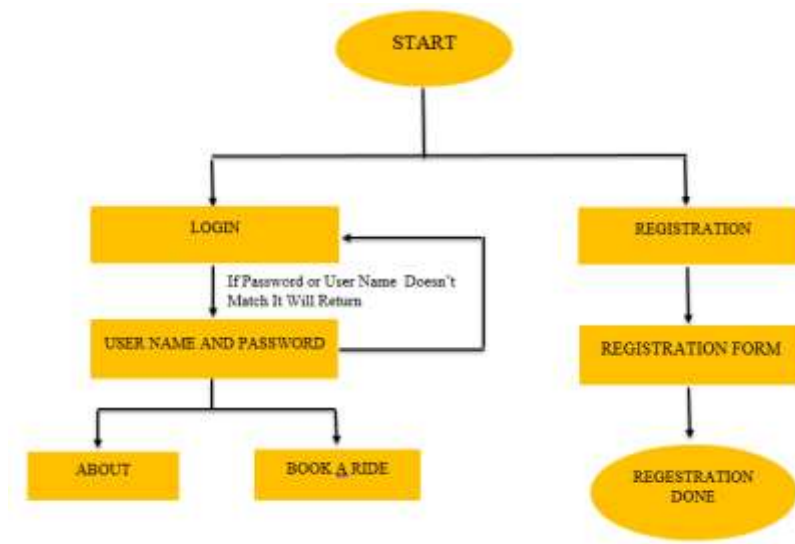 START
LOGIN
REGISTRATION
If Password or User Name Doesn't
Match It Will Return
USER NAME AND PASSWORD
REGISTRATION FORM
ABOUT
BOOK A RIDE
REGESTRATION
DONE